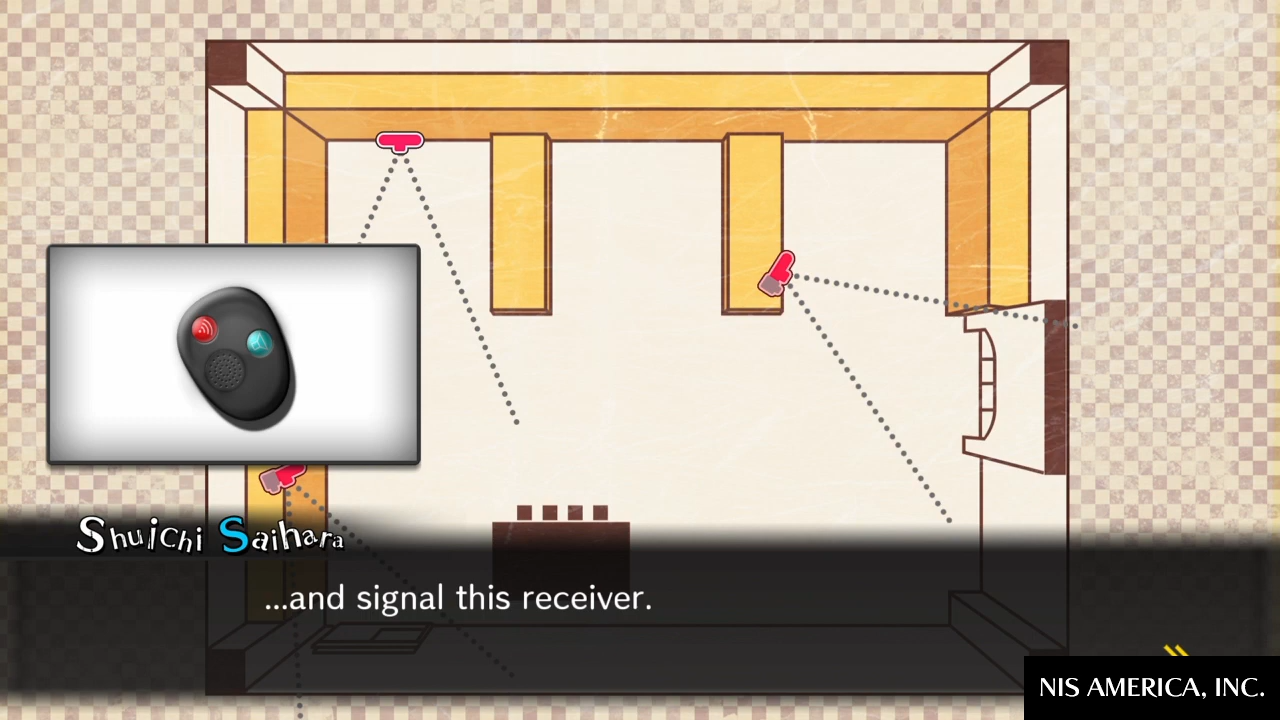 Shuichi Saihara
...and signal this receiver.
NIS AMERICA, INC.